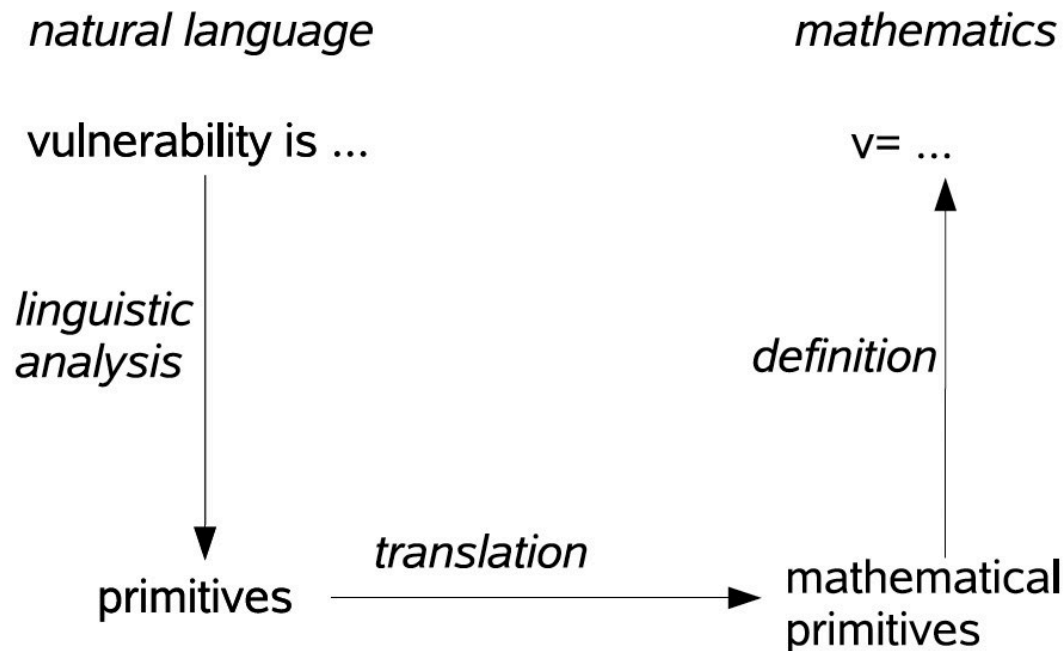 natural language
mathematics
vulnerability is ...
v= ...
linguistic
analysis
definition
translation
primitives
mathematical
primitives